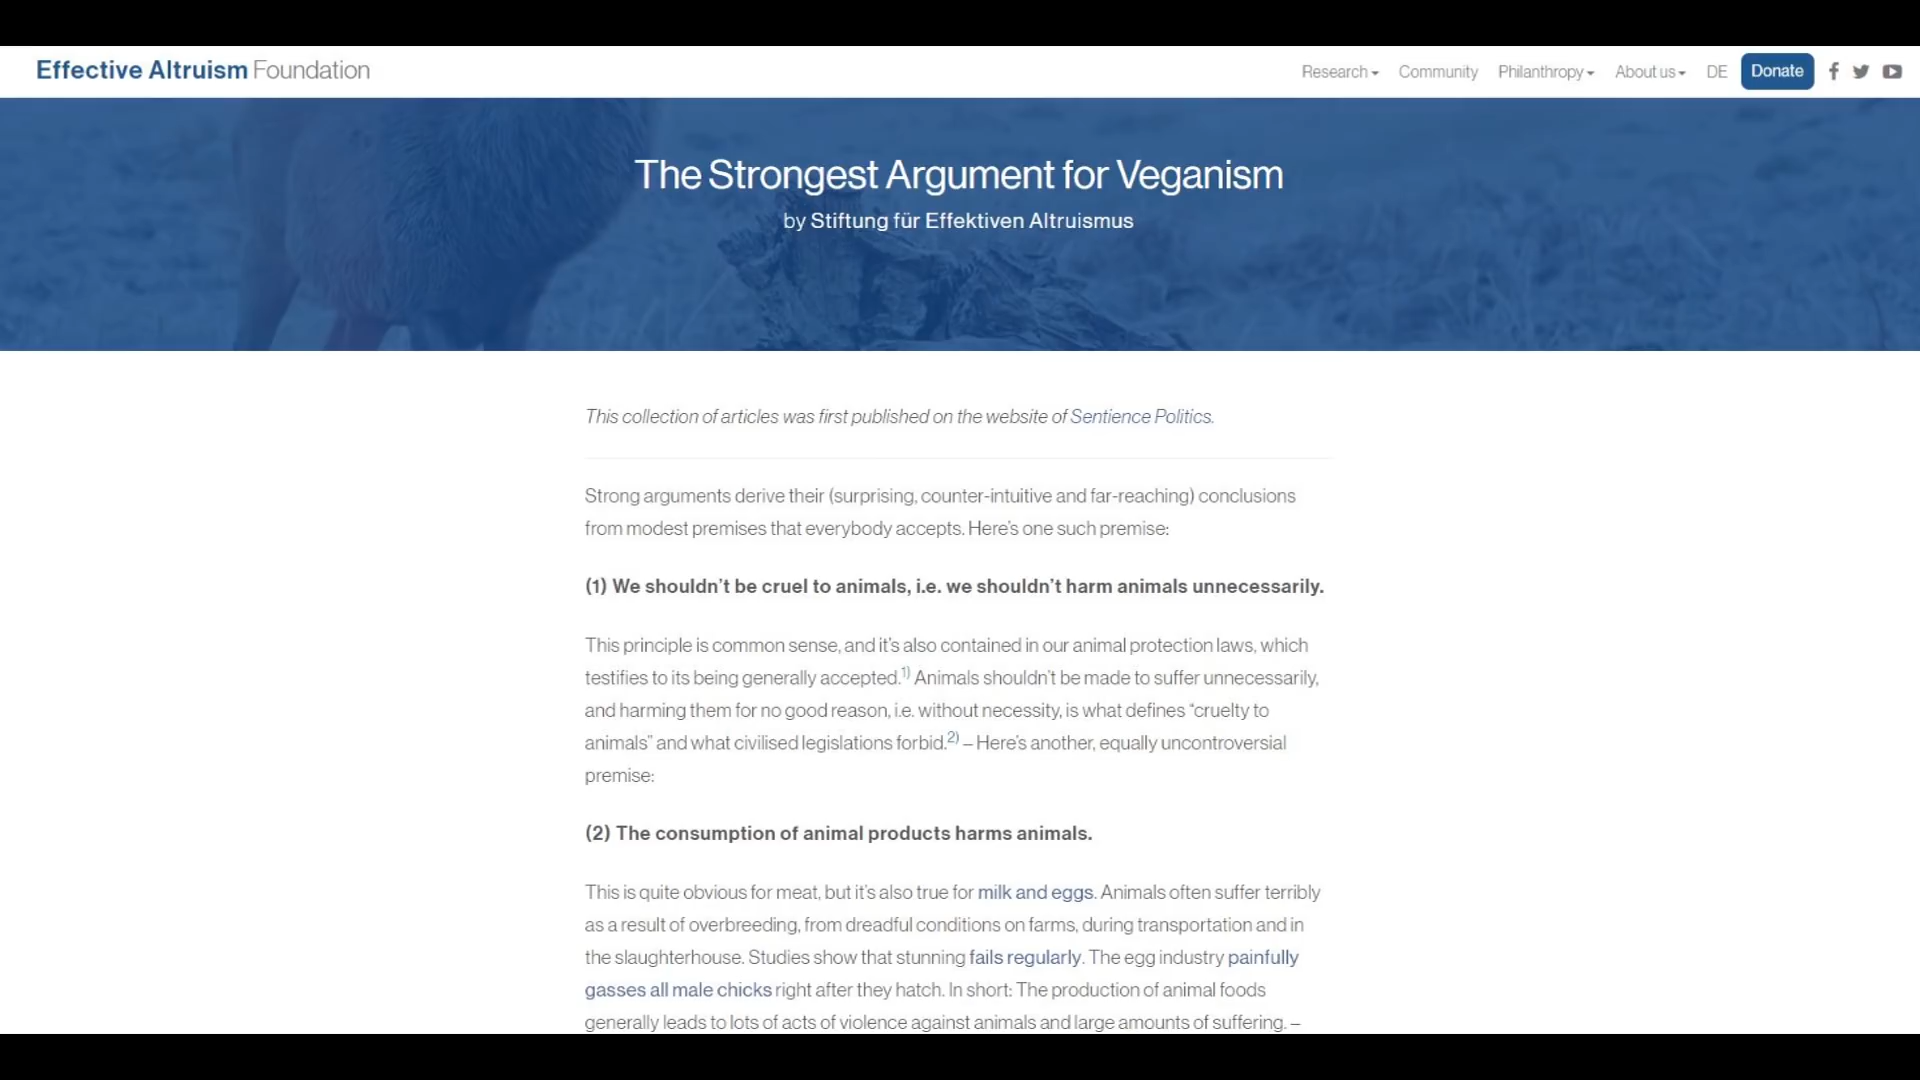 Effective Altruism Foundation
Research Community Philanthropy About us DE Donate
The Strongest Argument for Veganism
by Stiftung für Effektiven Altruismus
This collection of articles was first published on the website of Sentience Politics.
Strong arguments derive their (surprising, counter-intuitive and far-reaching) conclusions
from modest premises that everybody accepts. Here's one such premise:
(1) We shouldn't be cruel to animals, i.e. we shouldn't harm animals unnecessarily.
This principle is common sense, and it's also contained in our animal protection laws, which
testifies to its being generally accepted.1) Animals shouldn't be made to suffer unnecessarily,
and harming them for no good reason, i.e. without necessity, is what defines “cruelty to
animals” and what civilised legislations forbid.2) – Here's another, equally uncontroversial
premise:
(2) The consumption of animal products harms animals.
This is quite obvious for meat, but it's also true for milk and eggs. Animals often suffer terribly
as a result of overbreeding, from dreadful conditions on farms, during transportation and in
the slaughterhouse. Studies show that stunning fails regularly. The egg industry painfully
gasses all male chicks right after they hatch. In short: The production of animal foods
generally leads to lots of acts of violence against animals and large amounts of suffering. –